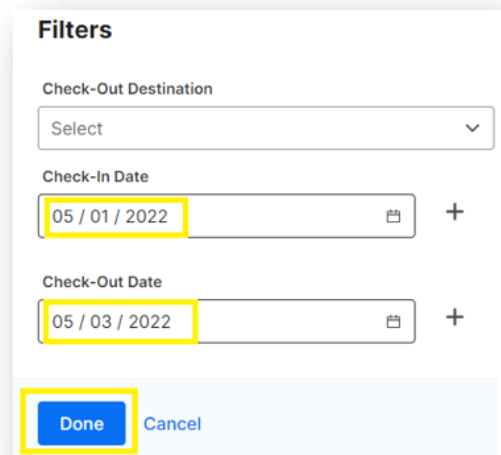 Filters
Check-Out Destination
Select
Check-In Date
05 / 01 / 2022
Check-Out Date
05 / 03 / 2022
Done Cancel